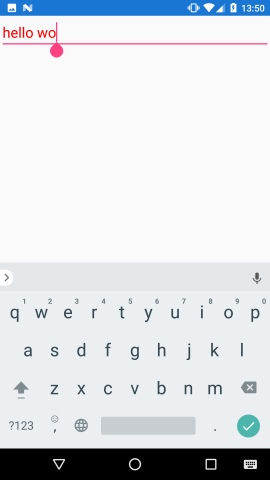 13:50
hello wo
1 2 3 4 5 6 7 8 9 0
q w e r t y u i o p
a s d f g h j k l
z x c v b n m
?123 , .